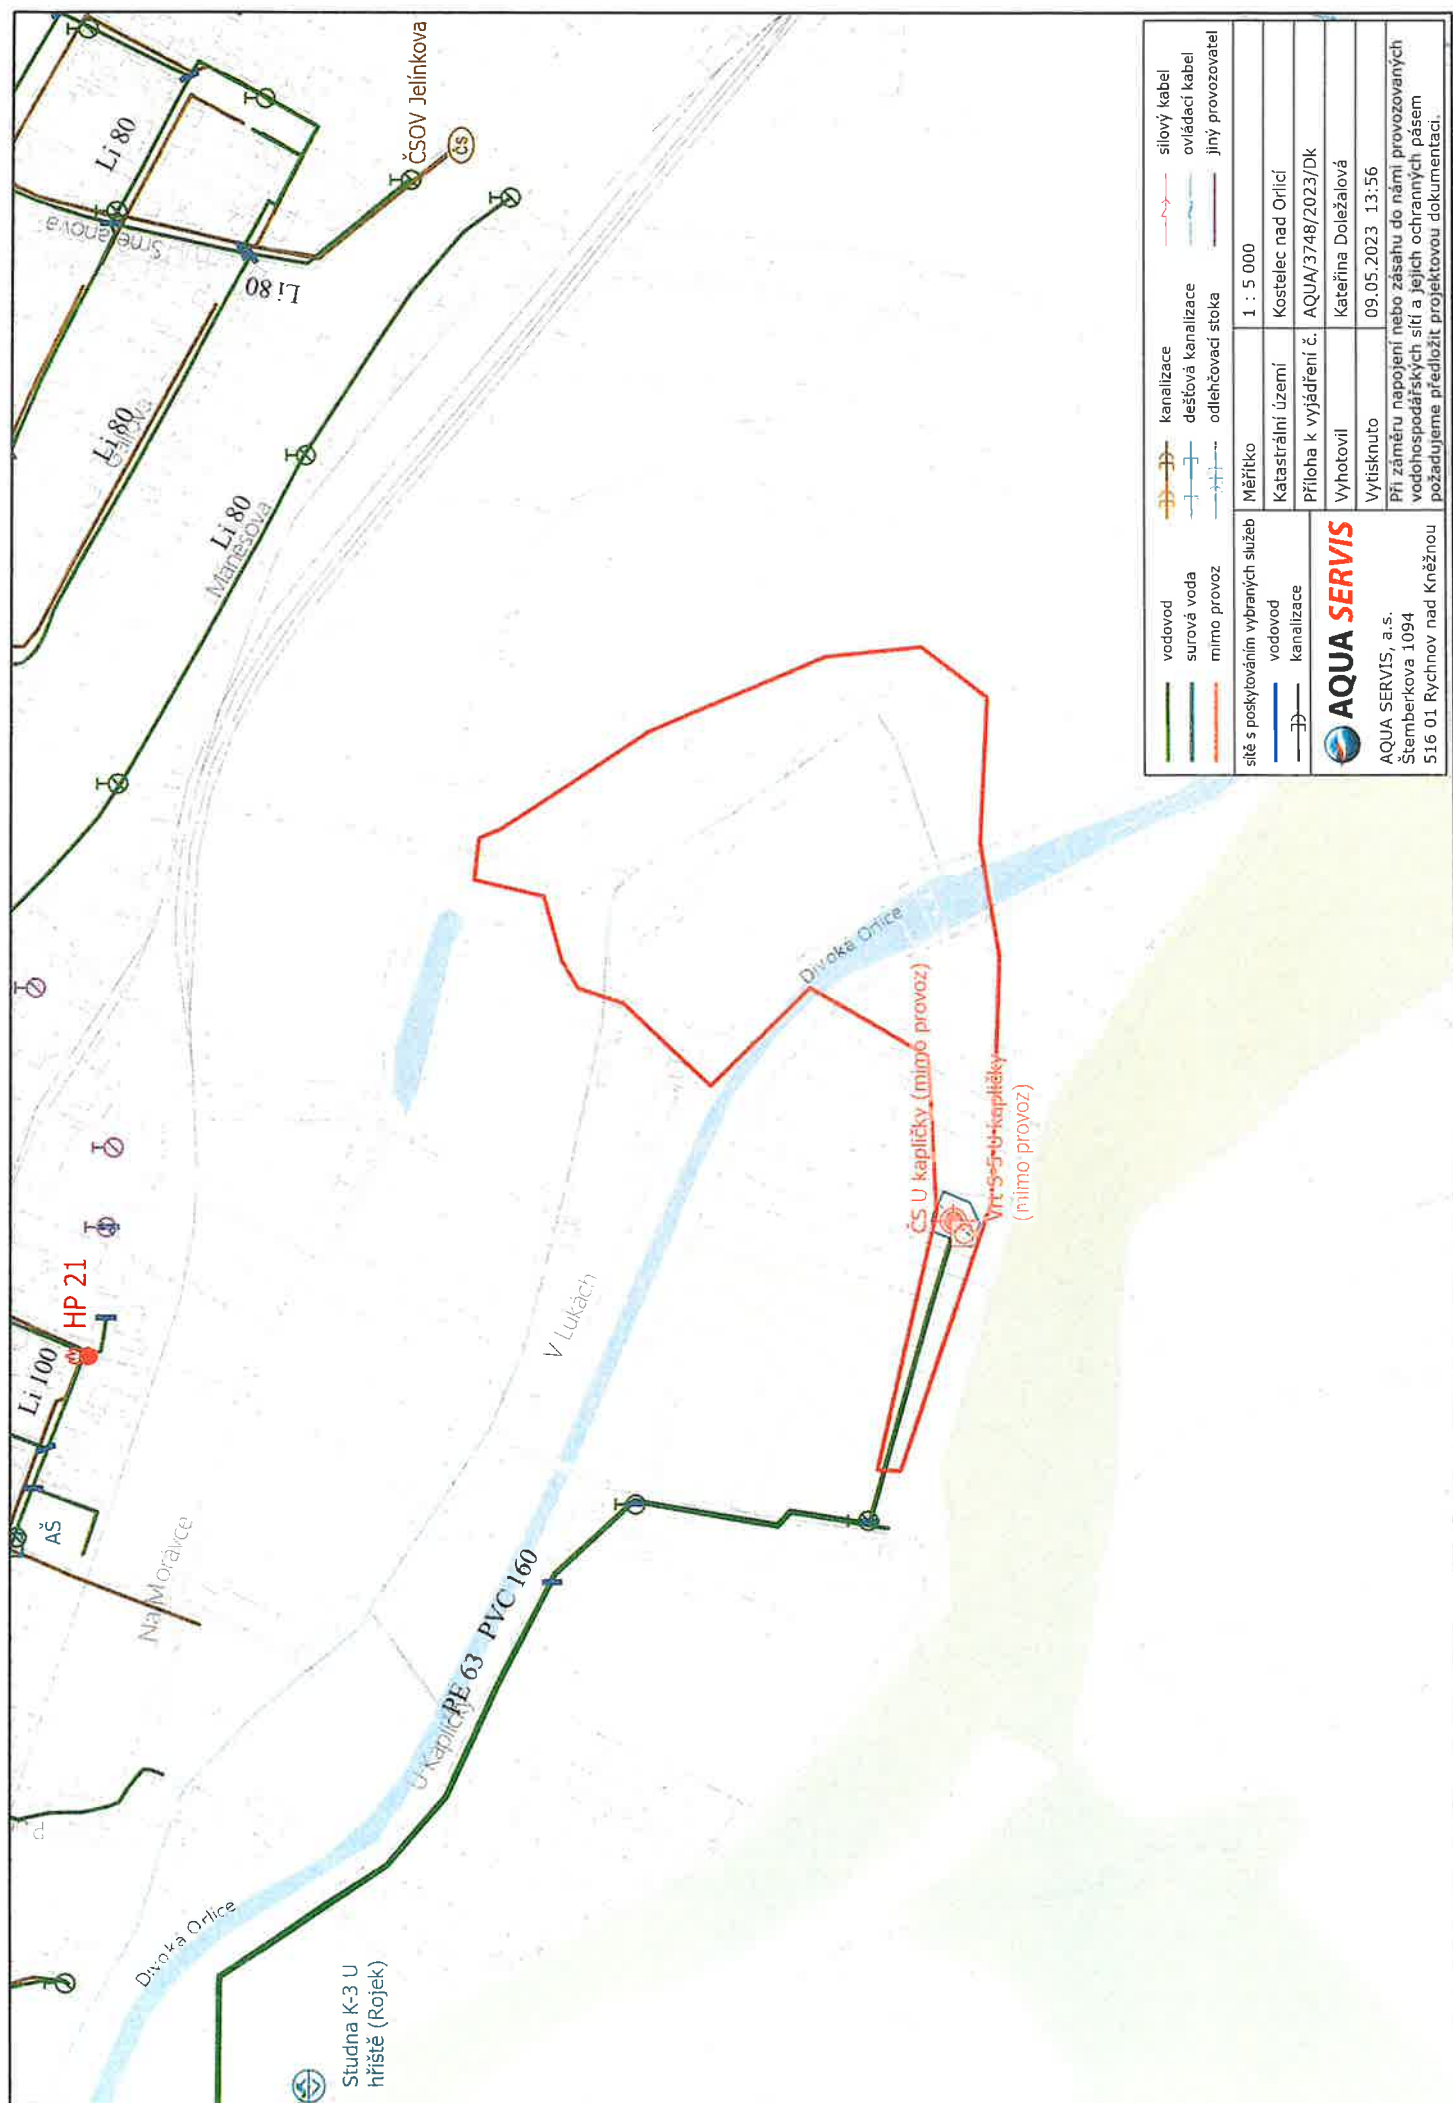 ČSOV Jelínkova
ČS
Li 80
Smetanova
Li 80
Li 80
Li 80
Mánesova
HP 21
Li 100
AŠ
Na Morávce
V Lukách
Divoká Orlice
ČS U kapličky (mimo provoz)
Vrt S-5 U kapličky
(mimo provoz)
PE 63 PVC 160
U Kapličky
Divoká Orlice
Studna K-3 U
hřiště (Rojek)
vodovod
surová voda
mimo provoz
kanalizace
dešťová kanalizace
odlehčovací stoka
silový kabel
ovládací kabel
jiný provozovatel
sítě s poskytováním vybraných služeb
vodovod
kanalizace
Měřítko 1 : 5 000
Katastrální území Kostelec nad Orlicí
Příloha k vyjádření č. AQUA/3748/2023/Dk
Vyhotovil Kateřina Doležalová
Vytisknuto 09.05.2023 13:56
AQUA SERVIS
AQUA SERVIS, a.s.
Štemberkova 1094
516 01 Rychnov nad Kněžnou
Při záměru napojení nebo zásahu do námi provozovaných
vodohospodářských sítí a jejich ochranných pásem
požadujeme předložit projektovou dokumentaci.